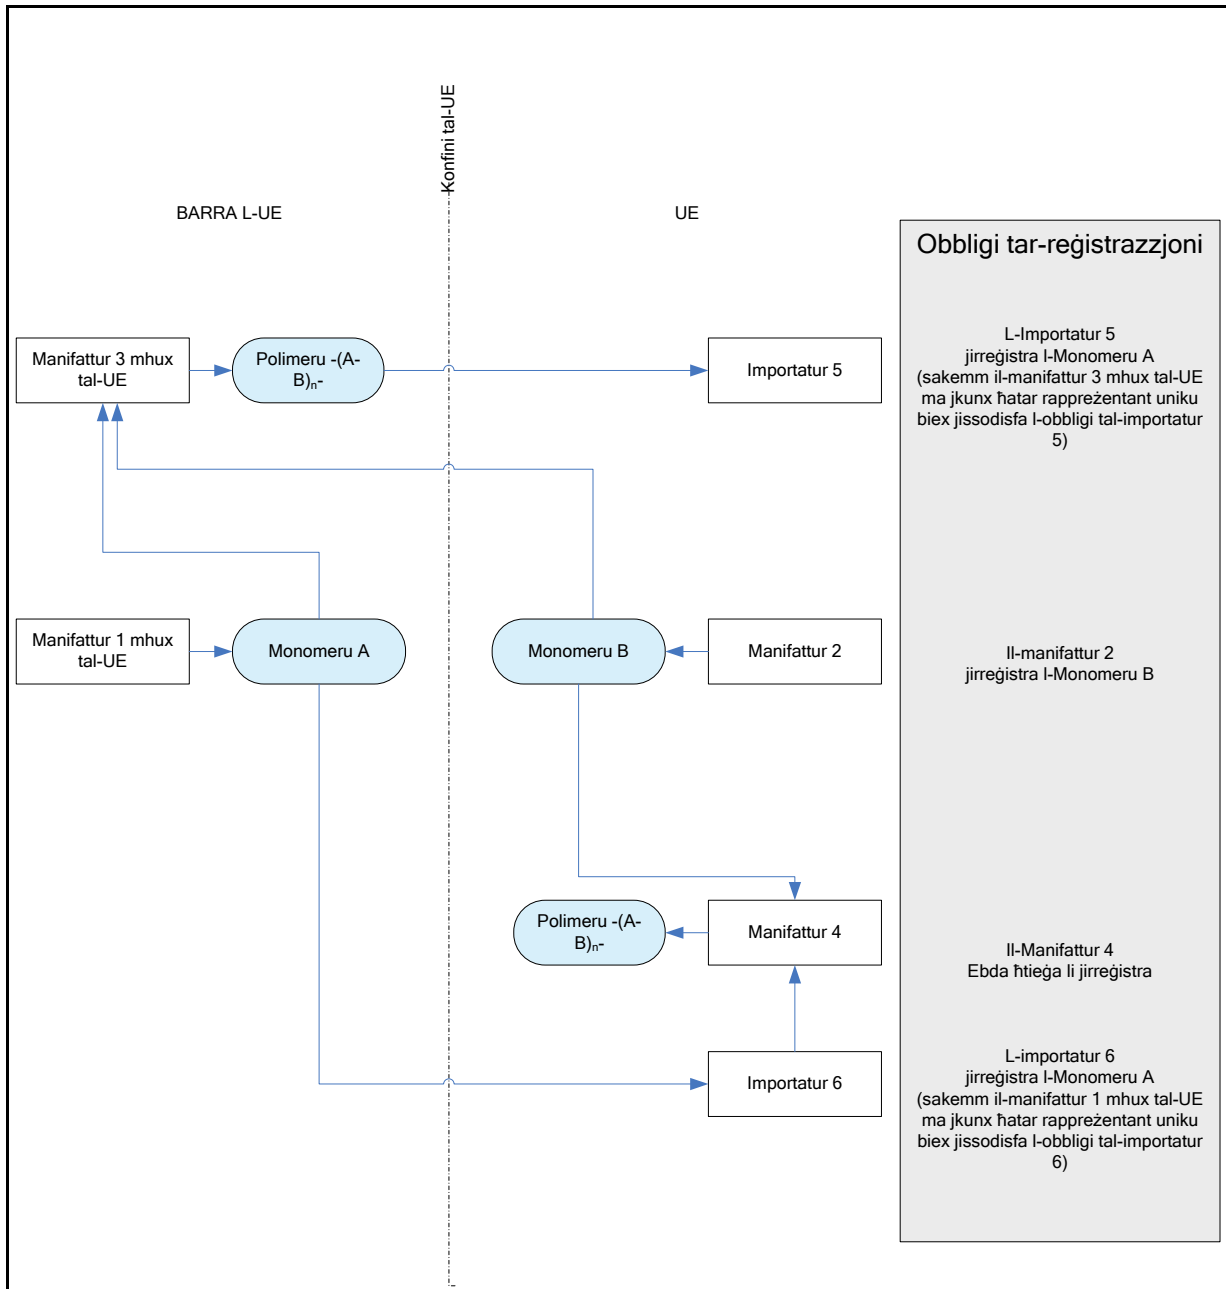 Konfini tal-UE
BARRA L-UE
UE
Obbligi tar-reġistrazzjoni
Manifattur 3 mhux
tal-UE
Polimeru -(A-
B)n-
Importatur 5
L-Importatur 5
jirreġistra l-Monomeru A
(sakemm il-manifattur 3 mhux tal-UE
ma jkunx ħatar rappreżentant uniku
biex jissodisfa l-obbligi tal-importatur
5)
Manifattur 1 mhux
tal-UE
Monomeru A
Monomeru B
Manifattur 2
Il-manifattur 2
jirreġistra l-Monomeru B
Polimeru -(A-
B)n-
Manifattur 4
Il-Manifattur 4
Ebda ħtieġa li jirreġistra
Importatur 6
L-importatur 6
jirreġistra l-Monomeru A
(sakemm il-manifattur 1 mhux tal-UE
ma jkunx ħatar rappreżentant uniku
biex jissodisfa l-obbligi tal-importatur
6)